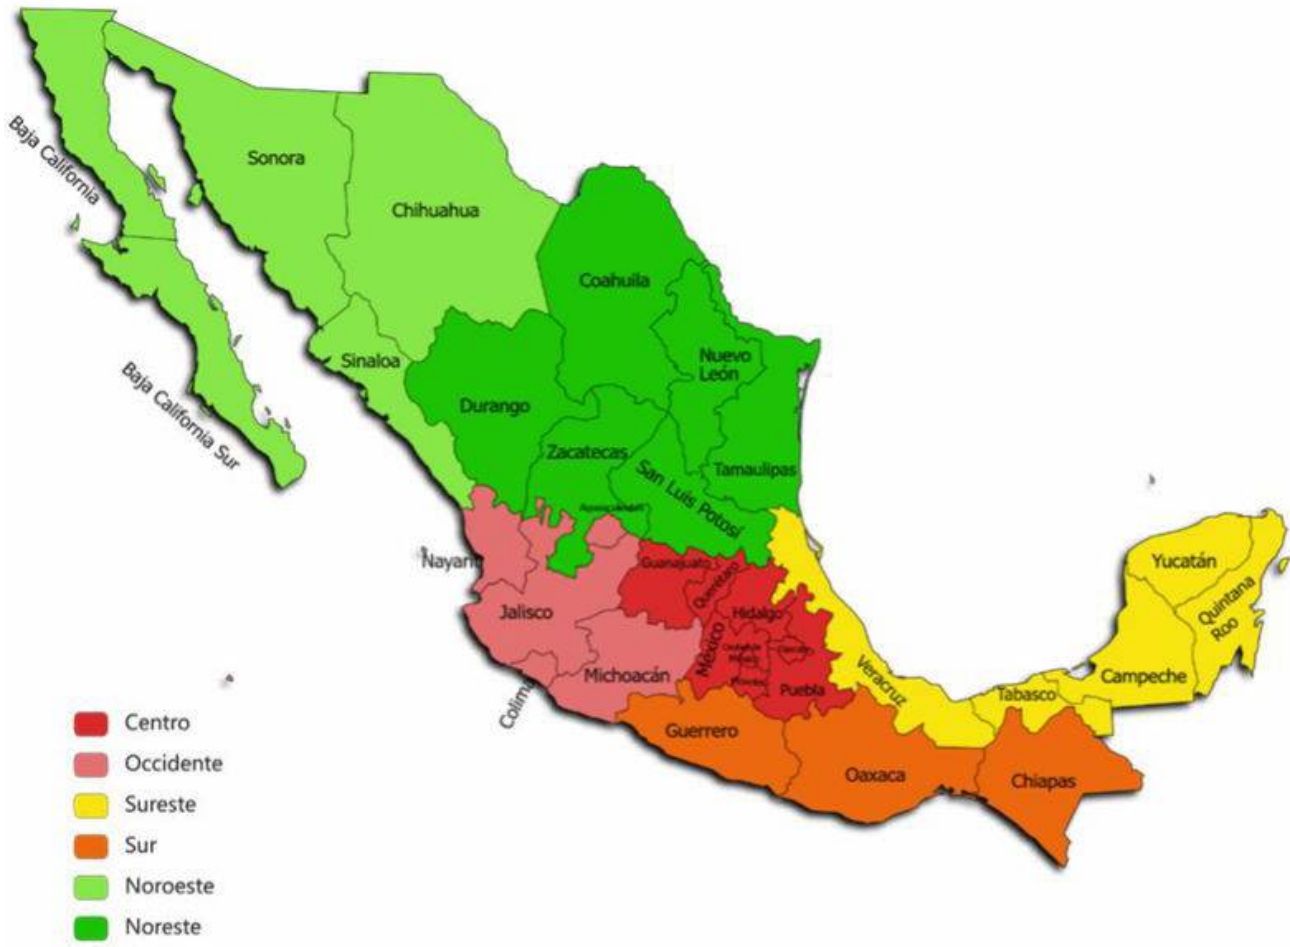 Baja California
Sonora
Chihuahua
Coahuila
Nuevo
León
Sinaloa
Baja California Sur
Durango
Zacatecas
San Luis Potosí
Tamaulipas
Aguascalientes
Nayarit
Guanajuato
Querétaro
Hidalgo
Jalisco
México
Michoacán
Colima
Puebla
Veracruz
Yucatán
Quintana
Roo
Campeche
Tabasco
Guerrero
Oaxaca
Chiapas
Centro
Occidente
Sureste
Sur
Noroeste
Noreste